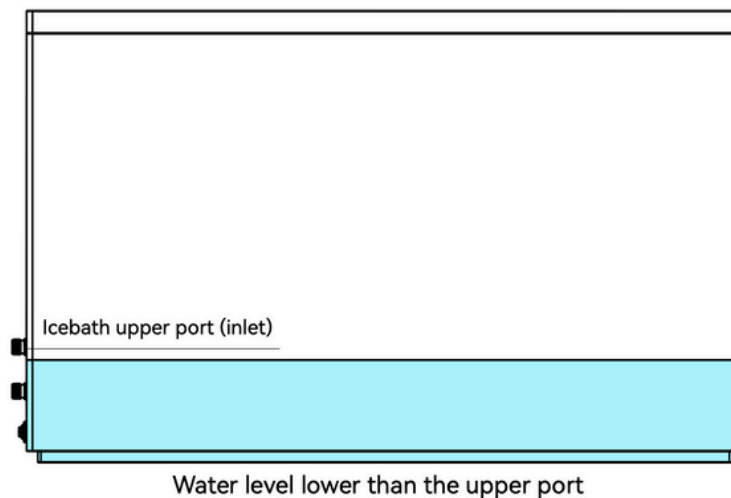 Icebath upper port (inlet)
Water level lower than the upper port